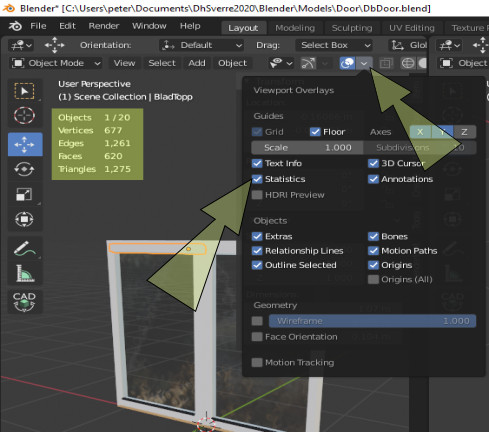 Blender* [C:\Users\peter\Documents\DhSverre2020\Blender\Models\Door\DbDoor.blend]
File Edit Render Window Help Layout Modeling Sculpting UV Editing Texture
Orientation: Default Drag: Select Box
Object Mode View Select Add Object Object Mode
User Perspective
(1) Scene Collection | BladTopp
Objects 1 / 20
Vertices 677
Edges 1,261
Faces 620
Triangles 1,275
Viewport Overlays
Guides
Grid Floor Axes X Y Z
Scale 1.000 Subdivisions 10
Text Info 3D Cursor
Statistics Annotations
HDRI Preview
Objects
Extras Bones
Relationship Lines Motion Paths
Outline Selected Origins
Origins (All)
Geometry
Wireframe 1.000
Face Orientation
Motion Tracking
CAD CAD